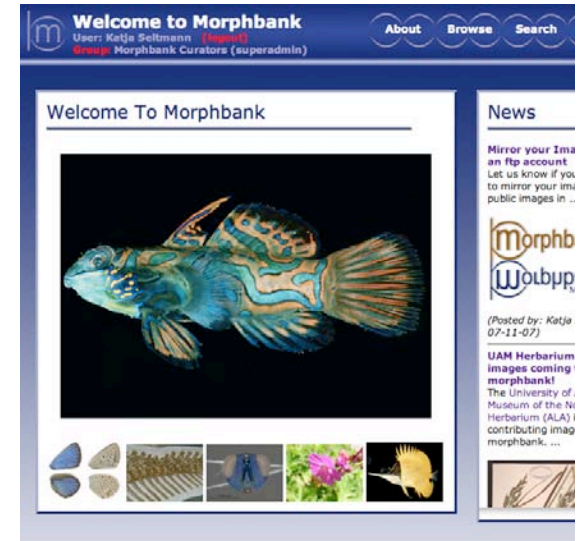 Welcome to Morphbank
User: Katja Seltmann (logout)
Group: Morphbank Curators (superadmin)
About Browse Search
Welcome To Morphbank
News
Mirror your Ima
an ftp account
Let us know if you
to mirror your ima
public images in ...
morphb
(Posted by: Katja
07-11-07)
UAM Herbarium
images coming
morphbank!
The University of
Museum of the No
Herbarium (ALA) i
contributing imag
morphbank. ...